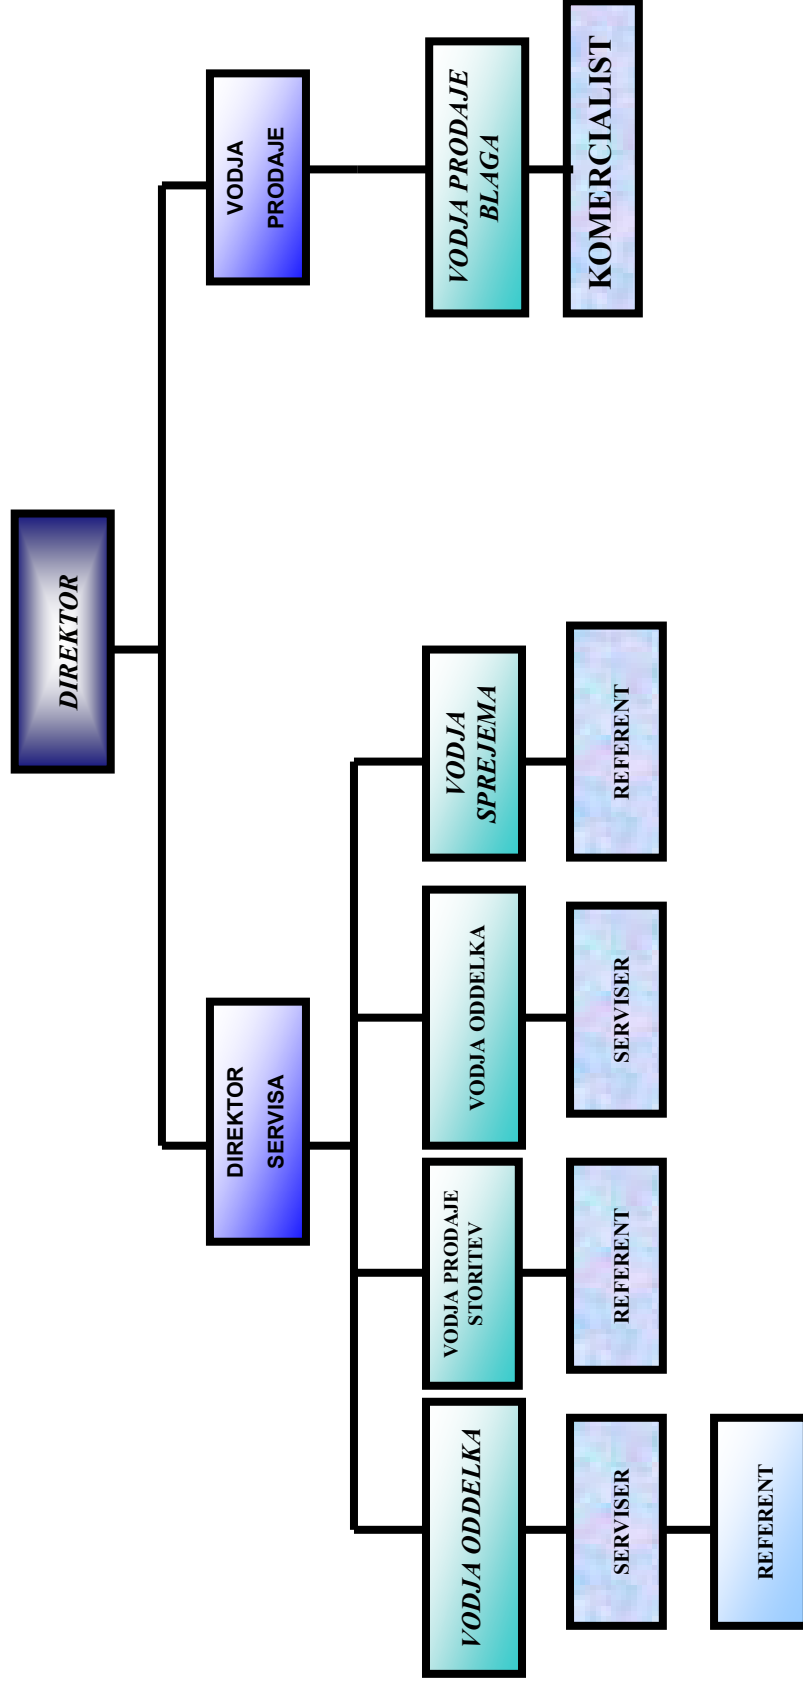 DIREKTOR
DIREKTOR
SERVISA
VODJA
PRODAJE
VODJA ODDELKA
VODJA PRODAJE
STORITEV
VODJA ODDELKA
VODJA
SPREJEMA
VODJA PRODAJE
BLAGA
SERVISER
REFERENT
SERVISER
REFERENT
KOMERCIALIST
REFERENT